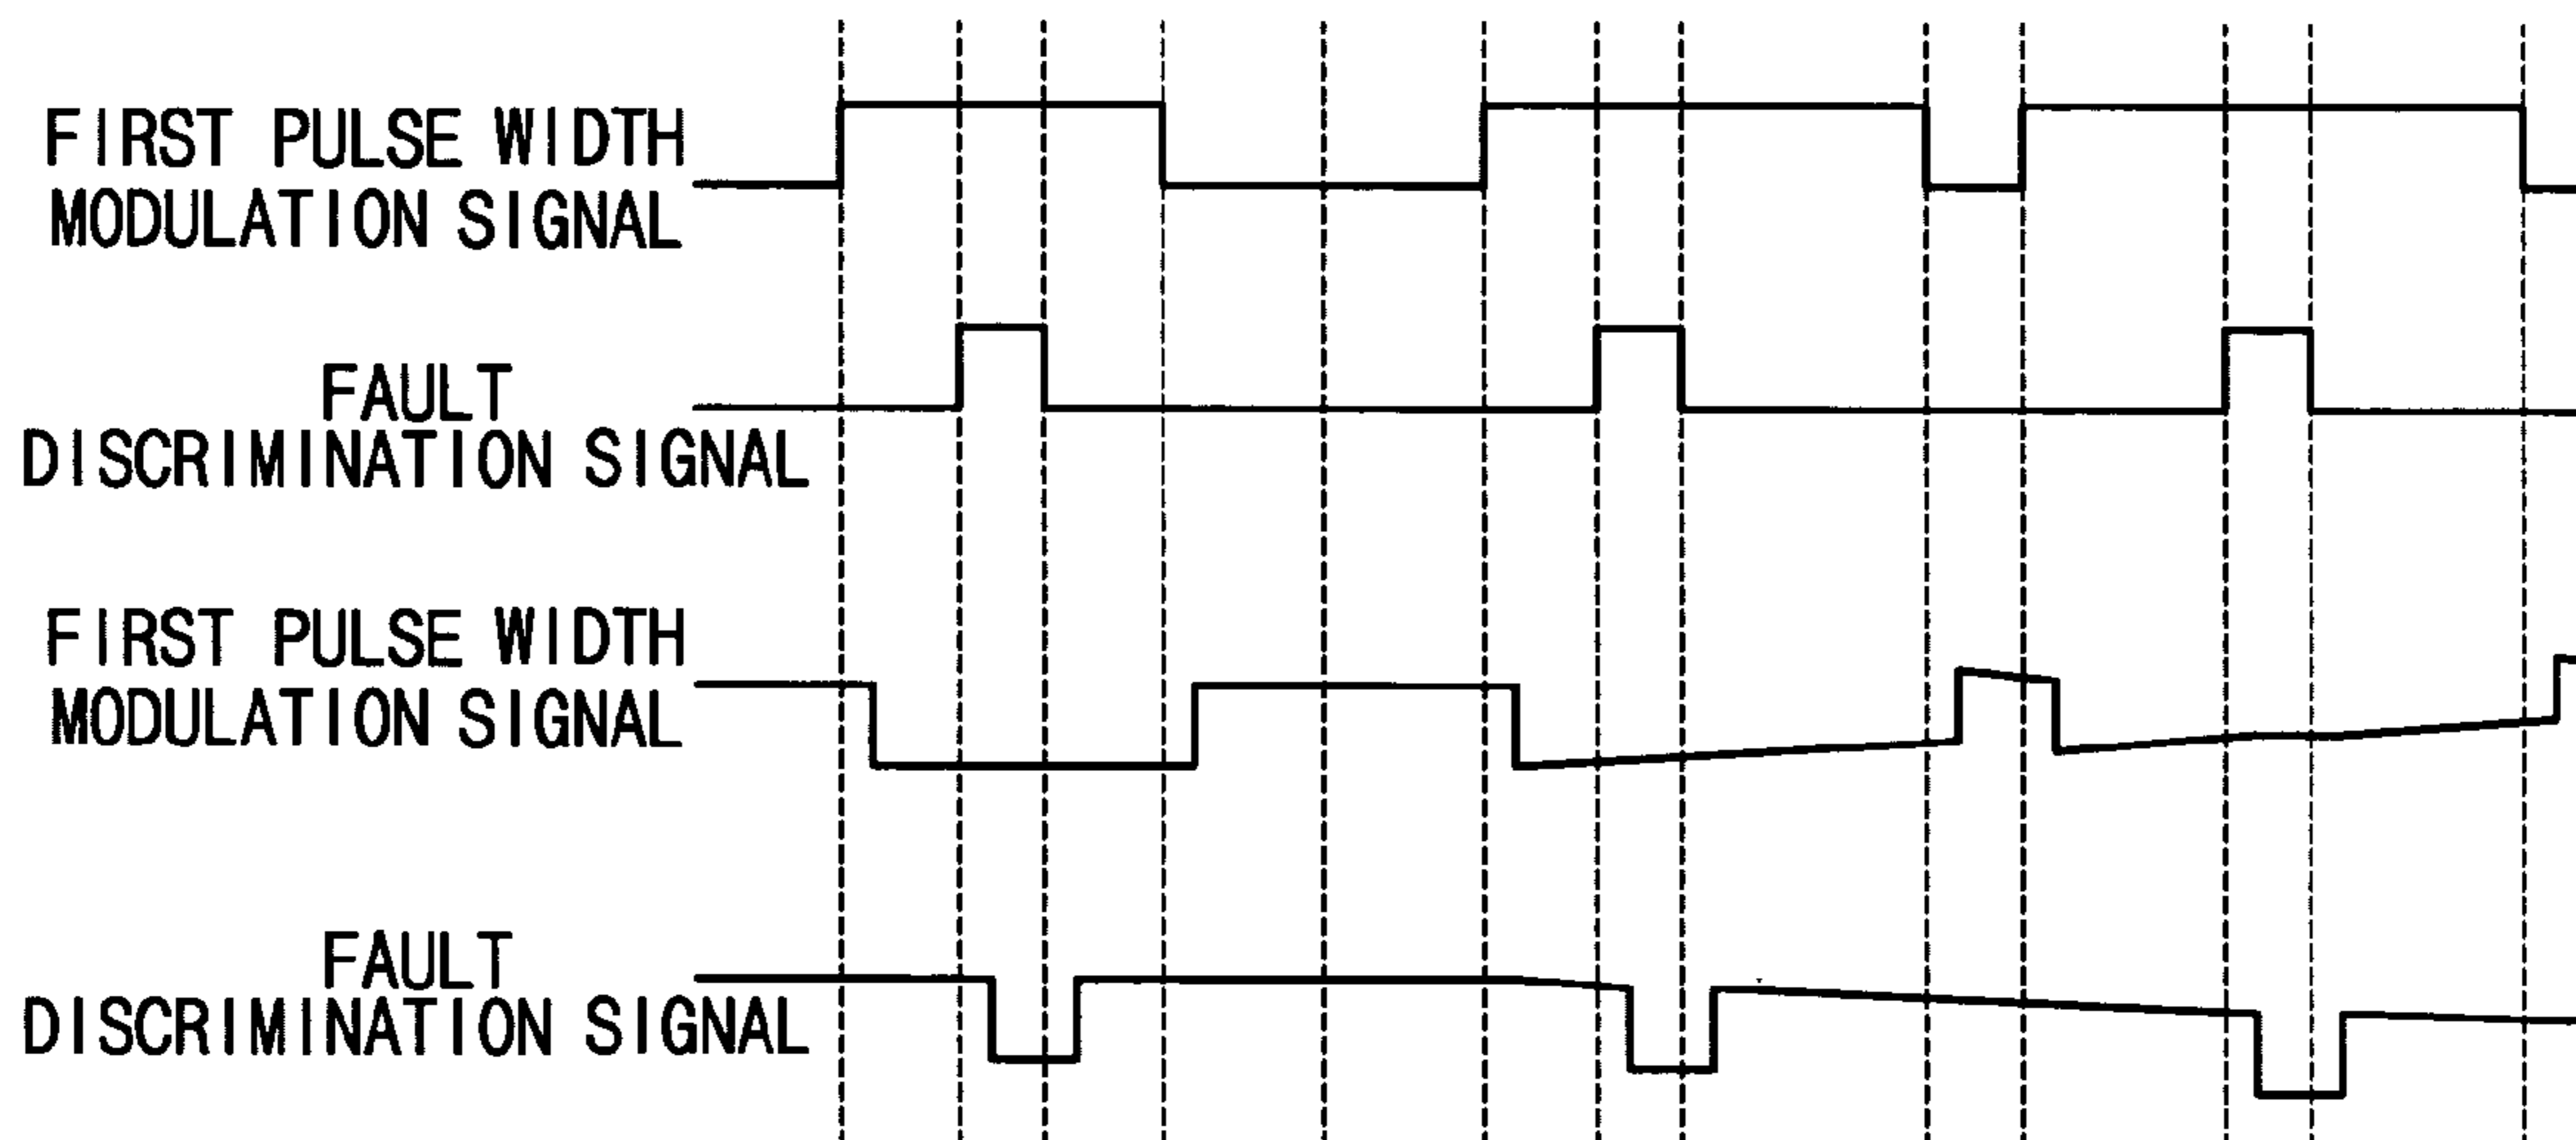 FIRST PULSE WIDTH
MODULATION SIGNAL
FAULT
DISCRIMINATION SIGNAL
FIRST PULSE WIDTH
MODULATION SIGNAL
FAULT
DISCRIMINATION SIGNAL